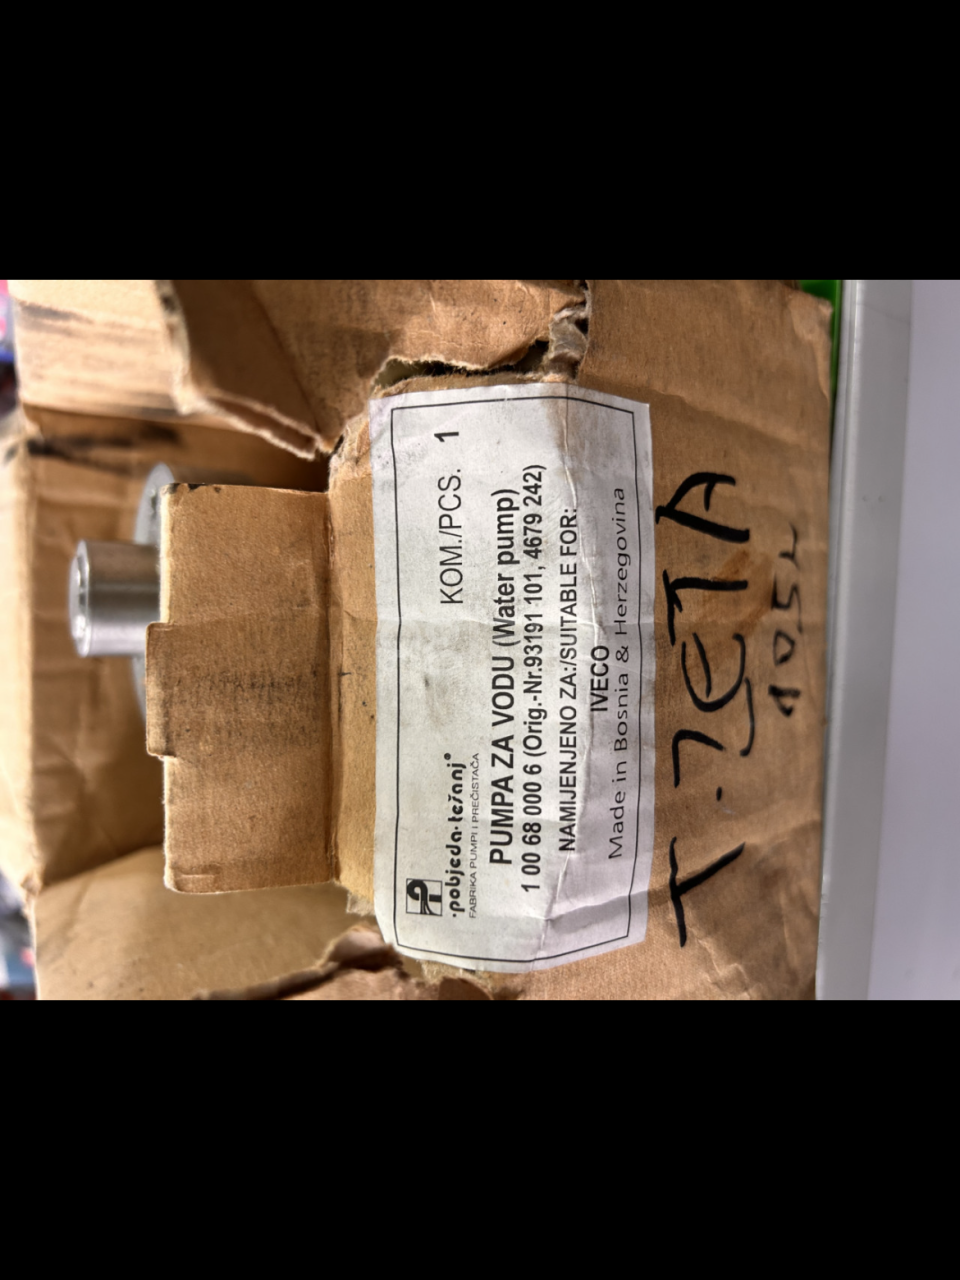 ·pobjeda·tešanj®
FABRIKA PUMPI I PREČISTAČA
KOM./PCS. 1
PUMPA ZA VODU (Water pump)
1 00 68 000 6 (Orig.-Nr.93191 101, 4679 242)
NAMIJENJENO ZA:/SUITABLE FOR:
IVECO
Made in Bosnia & Herzegovina
T. ZETA